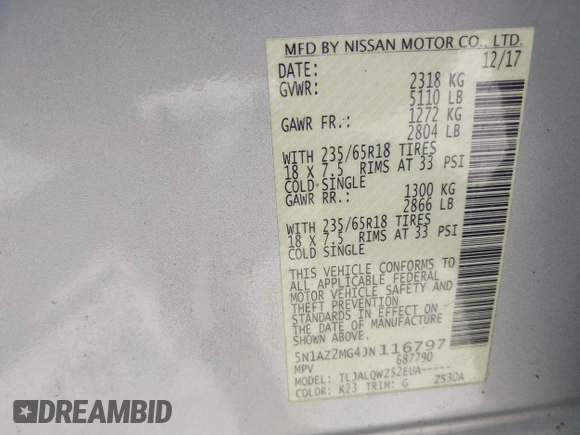 MFD BY NISSAN MOTOR CO., LTD.
DATE: 12/17
GVWR: 2318 KG
5110 LB
GAWR FR.: 1272 KG
2804 LB
WITH 235/65R18 TIRES
18 X 7.5 RIMS AT 33 PSI
COLD SINGLE
GAWR RR.: 1300 KG
2866 LB
WITH 235/65R18 TIRES
18 X 7.5 RIMS AT 33 PSI
COLD SINGLE
THIS VEHICLE CONFORMS TO
ALL APPLICABLE FEDERAL
MOTOR VEHICLE SAFETY AND
THEFT PREVENTION
STANDARDS IN EFFECT ON
THE DATE OF MANUFACTURE
SHOWN ABOVE.
5N1AZ2MG4JN116797
MPV 687790
MODEL: TLJALQWZS2EUA-----
COLOR: K23 TRIM: G ZS30A
DREAMBID